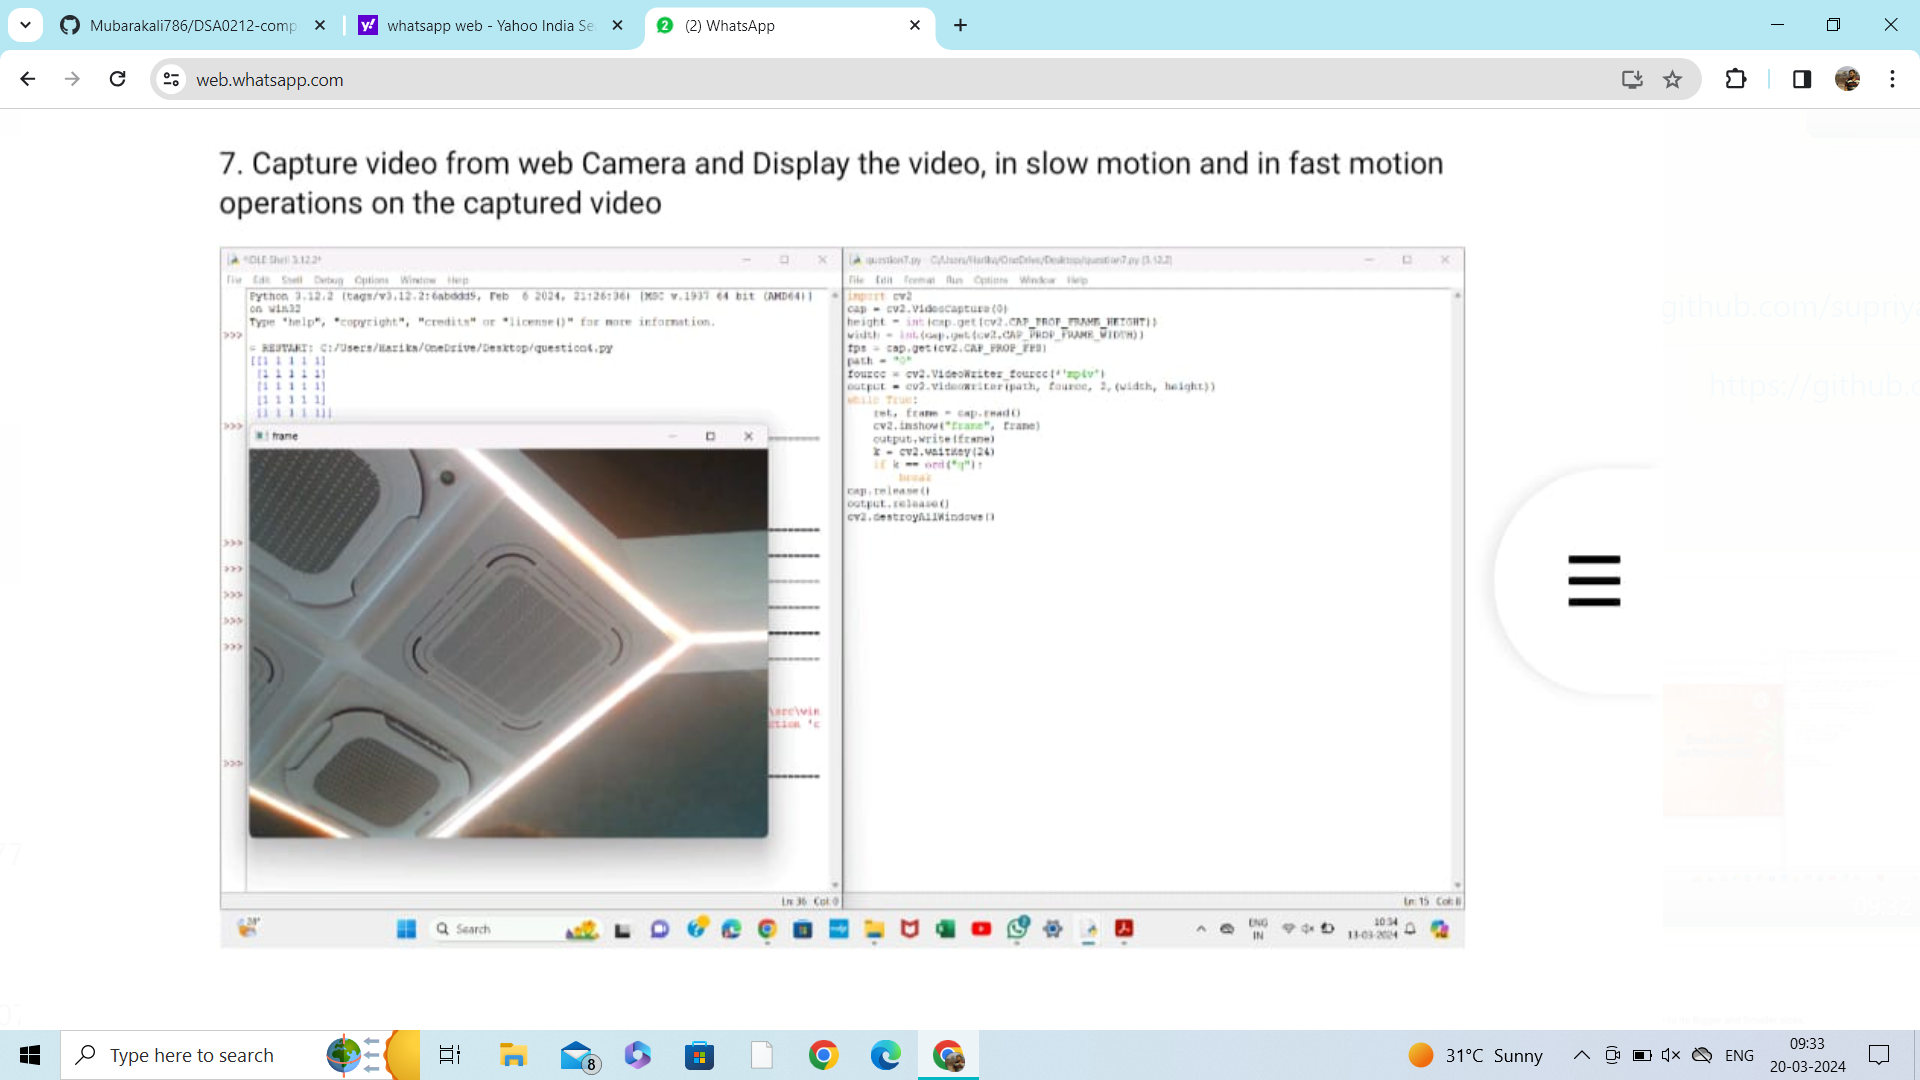 Mubarakali786/DSA0212-comp
whatsapp web - Yahoo India Se
(2) WhatsApp
web.whatsapp.com
7. Capture video from web Camera and Display the video, in slow motion and in fast motion
operations on the captured video
*IDLE Shell 3.12.2*
File Edit Shell Debug Options Window Help
Python 3.12.2 (tags/v3.12.2:6abddd9, Feb 6 2024, 21:26:36) [MSC v.1937 64 bit (AMD64)]
on win32
Type "help", "copyright", "credits" or "license()" for more information.
>>>
= RESTART: C:/Users/Harika/OneDrive/Desktop/question4.py
[[1 1 1 1 1]
[1 1 1 1 1]
[1 1 1 1 1]
[1 1 1 1 1]
[1 1 1 1 1]]
>>>
frame
>>>
>>>
>>>
>>>
>>>
\src\win
ction 'c
>>>
Ln: 36 Col: 0
question7.py - C:/Users/Harika/OneDrive/Desktop/question7.py (3.12.2)
File Edit Format Run Options Window Help
import cv2
cap = cv2.VideoCapture(0)
height = int(cap.get(cv2.CAP_PROP_FRAME_HEIGHT))
width = int(cap.get(cv2.CAP_PROP_FRAME_WIDTH))
fps = cap.get(cv2.CAP_PROP_FPS)
path = "0"
fourcc = cv2.VideoWriter_fourcc(*'mp4v')
output = cv2.VideoWriter(path, fourcc, 2,(width, height))
while True:
ret, frame = cap.read()
cv2.imshow("frame", frame)
output.write(frame)
k = cv2.waitKey(24)
if k == ord("q"):
break
cap.release()
output.release()
cv2.destroyAllWindows()
Ln: 15 Col: 8
28°
Search
ENG
IN
10:34
13-03-2024
github.com/supriya
https://github.c
Type here to search
8
31°C Sunny
ENG
09:33
20-03-2024